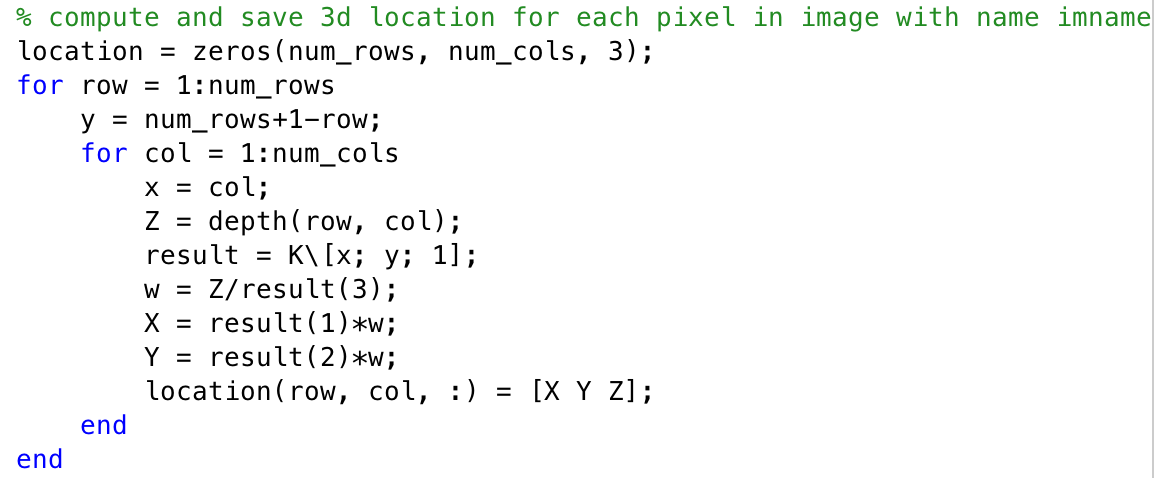 % compute and save 3d location for each pixel in image with name imname
location = zeros(num_rows, num_cols, 3);
for row = 1:num_rows
    y = num_rows+1-row;
    for col = 1:num_cols
        x = col;
        Z = depth(row, col);
        result = K\[x; y; 1];
        w = Z/result(3);
        X = result(1)*w;
        Y = result(2)*w;
        location(row, col, :) = [X Y Z];
    end
end